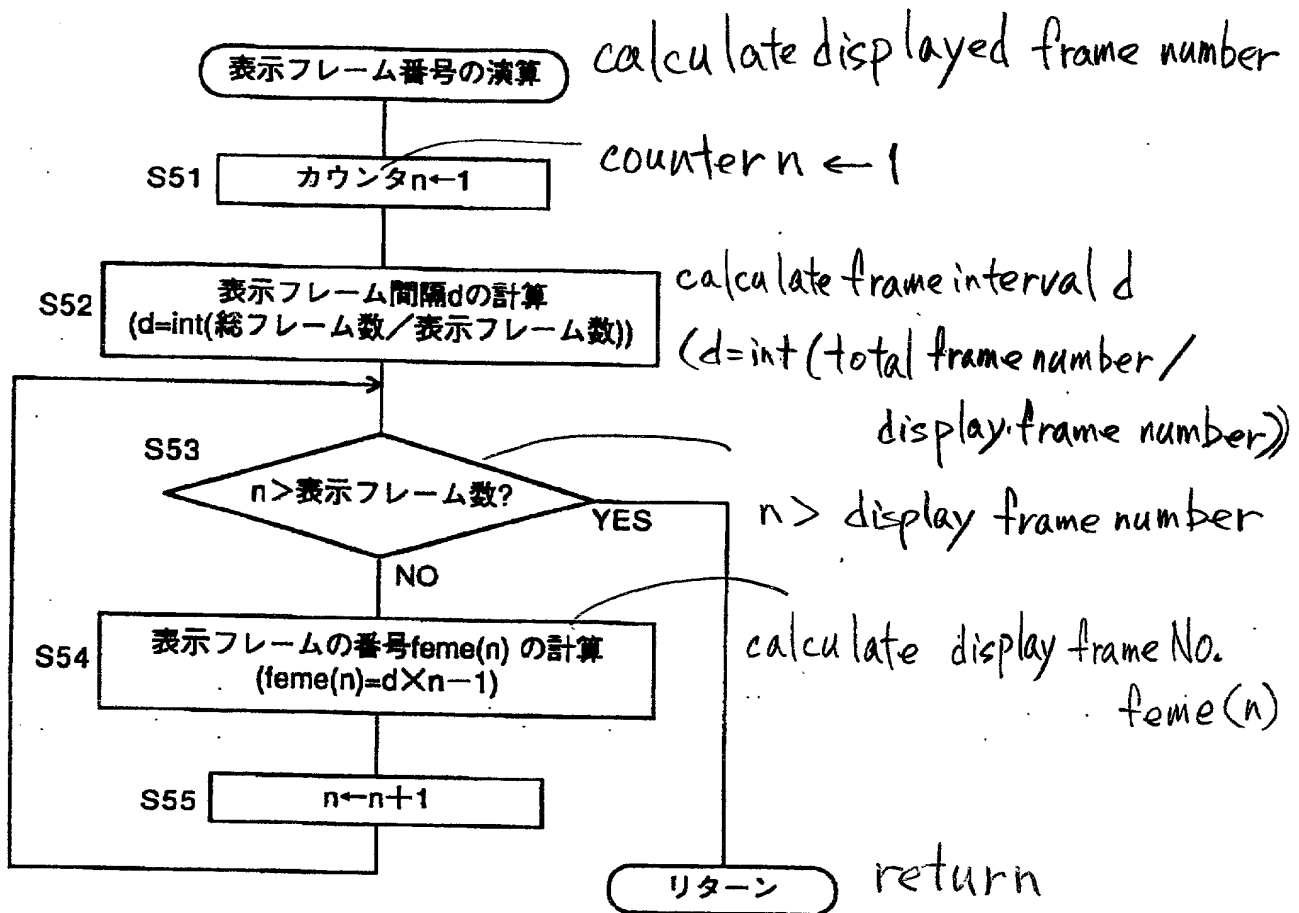 表示フレーム番号の演算 calculate displayed frame number
S51 カウンタn←1 counter n ← 1
S52 表示フレーム間隔dの計算 calculate frame interval d
(d=int(総フレーム数/表示フレーム数)) (d=int(total frame number/
display frame number))
S53
n>表示フレーム数? n > display frame number
YES
NO
S54 表示フレームの番号feme(n) の計算 calculate display frame No.
(feme(n)=d×n−1) feme(n)
S55 n←n+1
リターン return